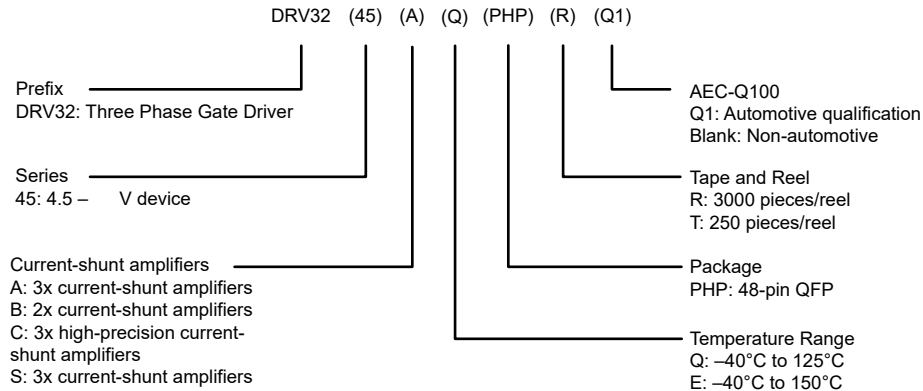 DRV32 (45) (A) (Q) (PHP) (R) (Q1)
Prefix
DRV32: Three Phase Gate Driver
Series
45: 4.5 – V device
Current-shunt amplifiers
A: 3x current-shunt amplifiers
B: 2x current-shunt amplifiers
C: 3x high-precision current-
shunt amplifiers
S: 3x current-shunt amplifiers
AEC-Q100
Q1: Automotive qualification
Blank: Non-automotive
Tape and Reel
R: 3000 pieces/reel
T: 250 pieces/reel
Package
PHP: 48-pin QFP
Temperature Range
Q: –40°C to 125°C
E: –40°C to 150°C